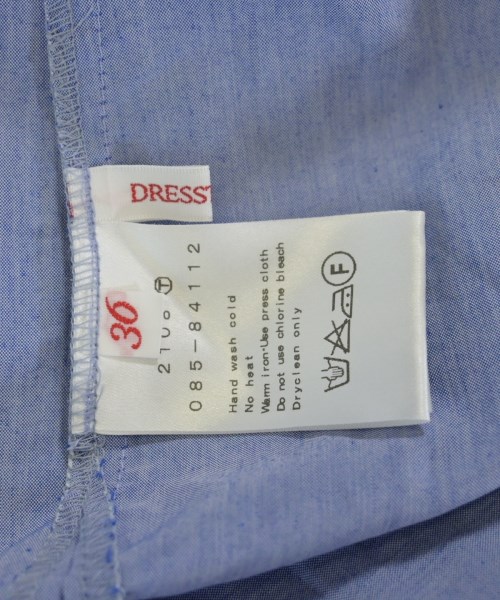 DRESST
36
2108 Ⓣ
085-84112
Hand wash cold
No heat
Warm iron·Use press cloth
Do not use chlorine bleach
Dryclean only
F